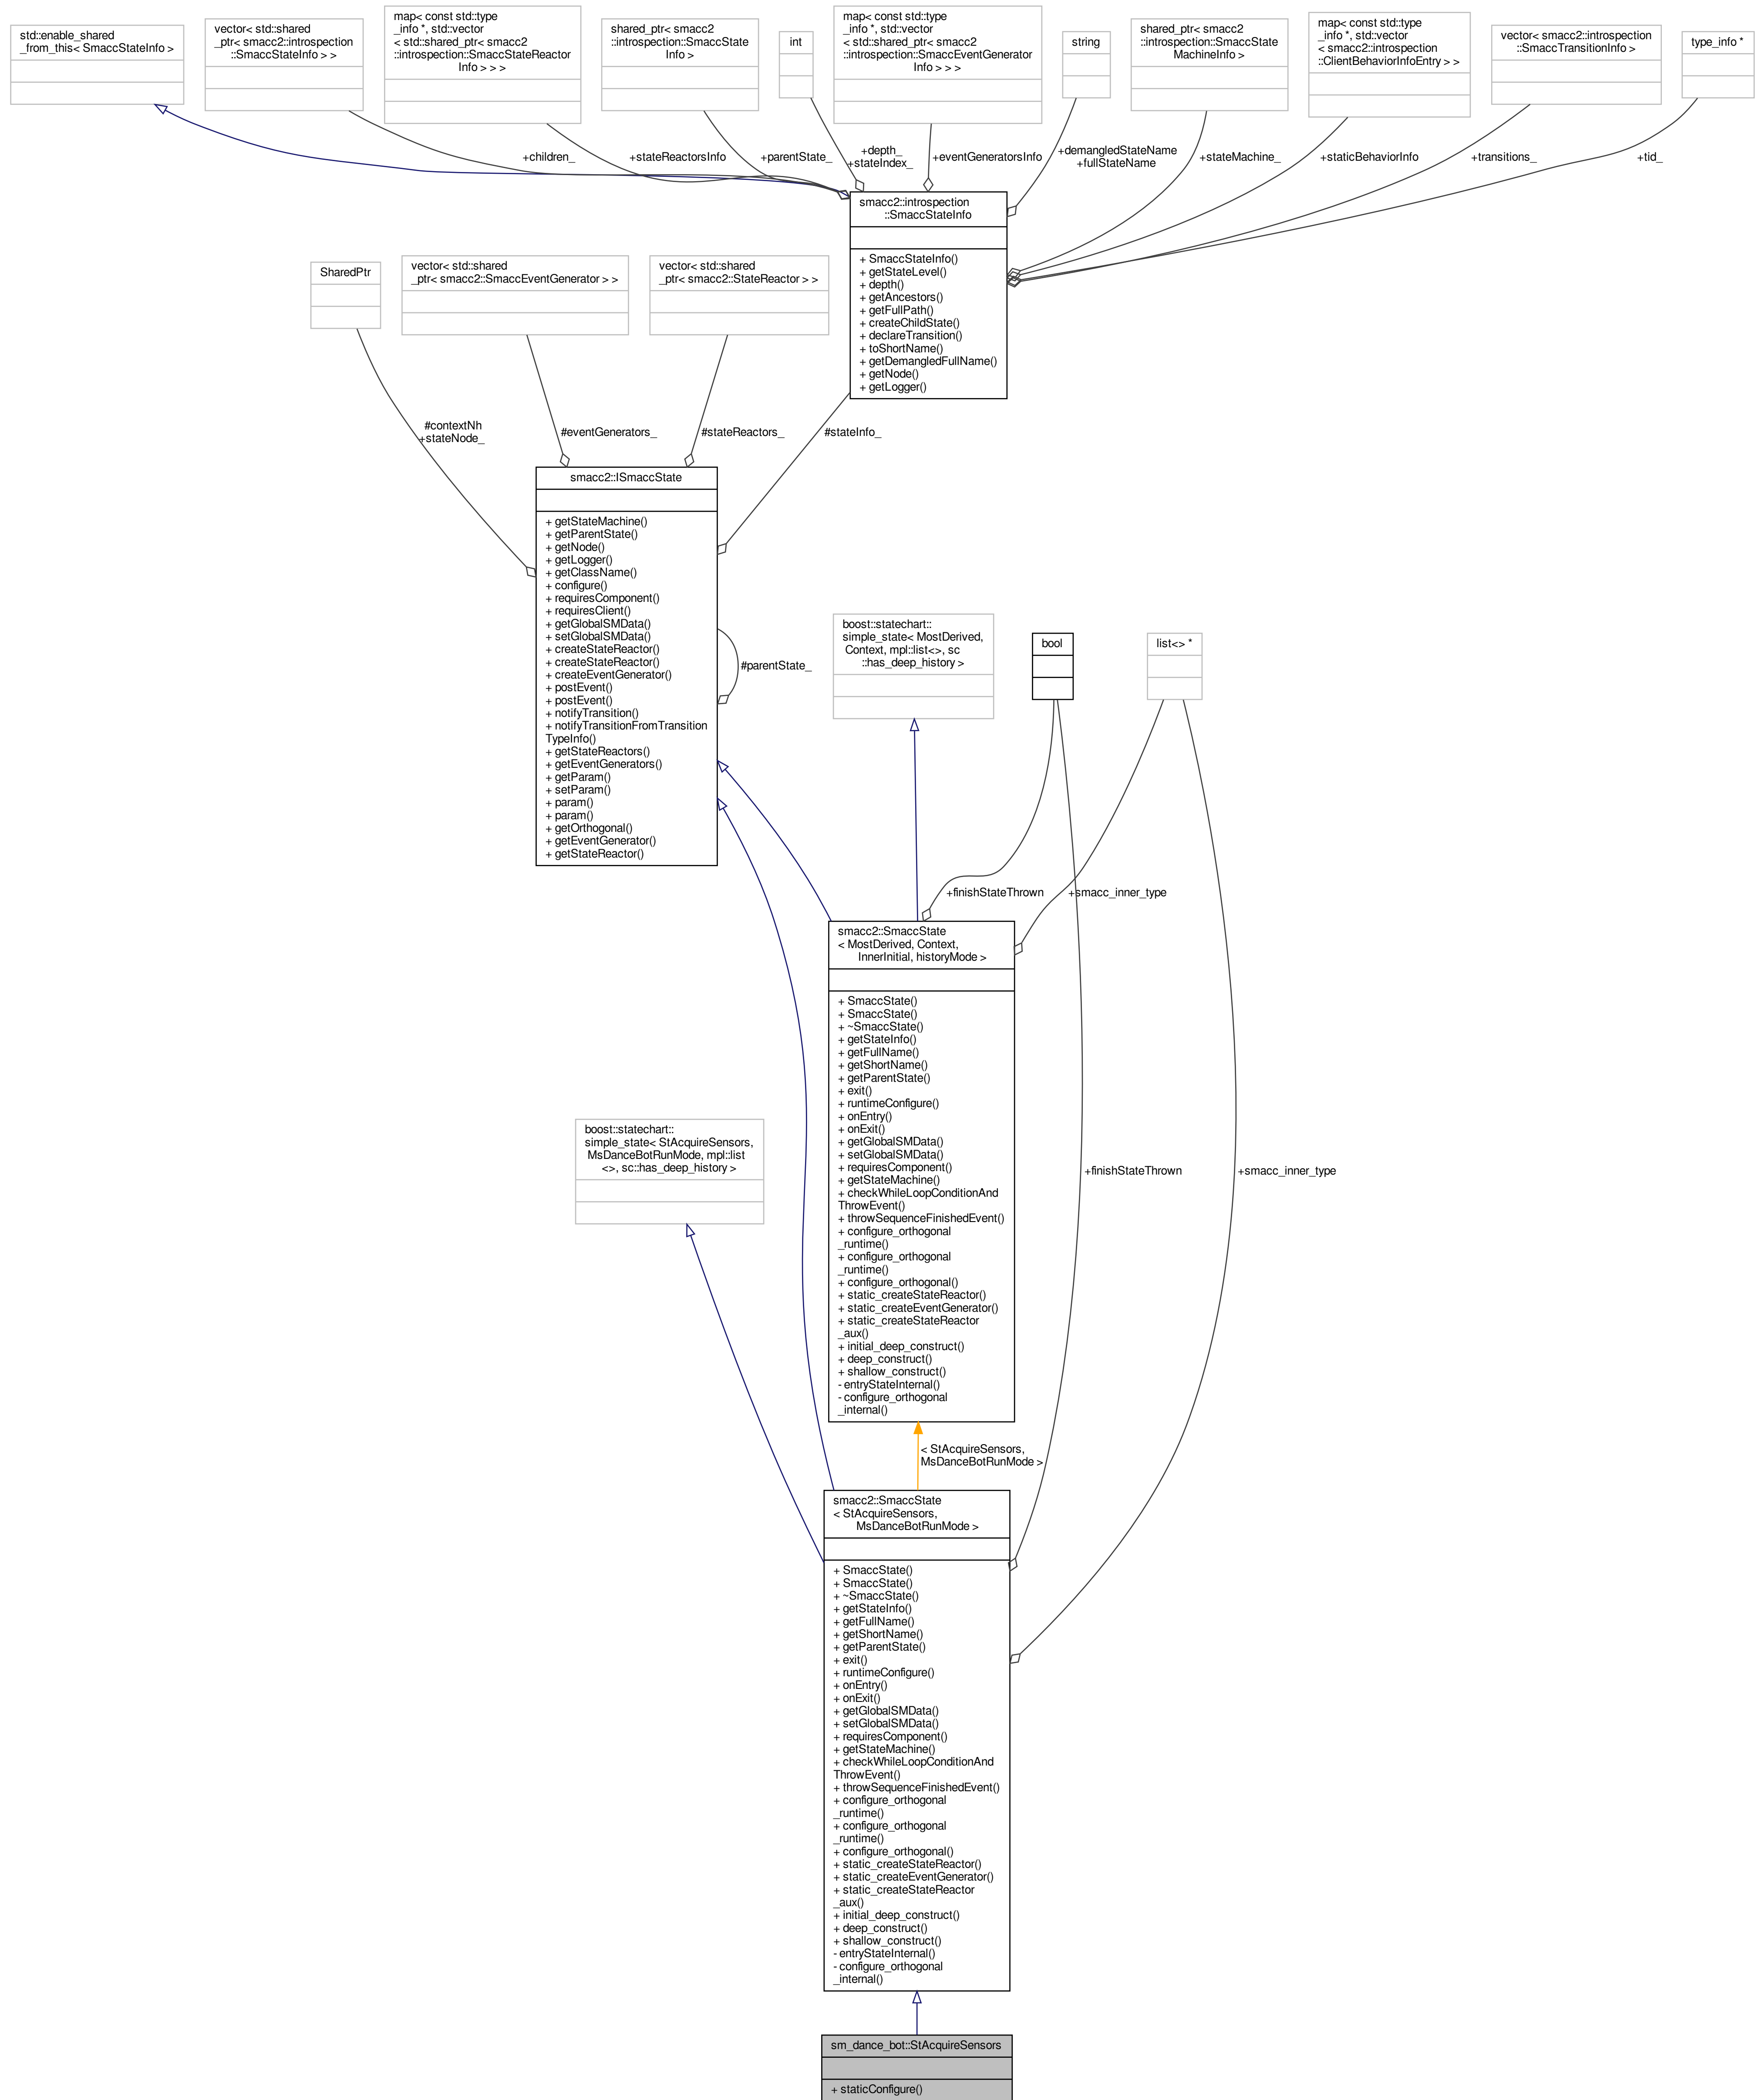 std::enable_shared
_from_this< SmaccStateInfo >
vector< std::shared
_ptr< smacc2::introspection
::SmaccStateInfo > >
map< const std::type
_info *, std::vector
< std::shared_ptr< smacc2
::introspection::SmaccStateReactor
Info > > >
shared_ptr< smacc2
::introspection::SmaccState
Info >
int
map< const std::type
_info *, std::vector
< std::shared_ptr< smacc2
::introspection::SmaccEventGenerator
Info > > >
string
shared_ptr< smacc2
::introspection::SmaccState
MachineInfo >
map< const std::type
_info *, std::vector
< smacc2::introspection
::ClientBehaviorInfoEntry > >
vector< smacc2::introspection
::SmaccTransitionInfo >
type_info *
+children_
+stateReactorsInfo
+parentState_
+depth_
+stateIndex_
+eventGeneratorsInfo
+demangledStateName
+fullStateName
+stateMachine_
+staticBehaviorInfo
+transitions_
+tid_
smacc2::introspection
::SmaccStateInfo
+ SmaccStateInfo()
+ getStateLevel()
+ depth()
+ getAncestors()
+ getFullPath()
+ createChildState()
+ declareTransition()
+ toShortName()
+ getDemangledFullName()
+ getNode()
+ getLogger()
SharedPtr
vector< std::shared
_ptr< smacc2::SmaccEventGenerator > >
vector< std::shared
_ptr< smacc2::StateReactor > >
#contextNh
+stateNode_
#eventGenerators_
#stateReactors_
#stateInfo_
smacc2::ISmaccState
+ getStateMachine()
+ getParentState()
+ getNode()
+ getLogger()
+ getClassName()
+ configure()
+ requiresComponent()
+ requiresClient()
+ getGlobalSMData()
+ setGlobalSMData()
+ createStateReactor()
+ createStateReactor()
+ createEventGenerator()
+ postEvent()
+ postEvent()
+ notifyTransition()
+ notifyTransitionFromTransition
TypeInfo()
+ getStateReactors()
+ getEventGenerators()
+ getParam()
+ setParam()
+ param()
+ param()
+ getOrthogonal()
+ getEventGenerator()
+ getStateReactor()
#parentState_
boost::statechart::
simple_state< MostDerived,
Context, mpl::list<>, sc
::has_deep_history >
bool
list<> *
+finishStateThrown
+smacc_inner_type
smacc2::SmaccState
< MostDerived, Context,
InnerInitial, historyMode >
+ SmaccState()
+ SmaccState()
+ ~SmaccState()
+ getStateInfo()
+ getFullName()
+ getShortName()
+ getParentState()
+ exit()
+ runtimeConfigure()
+ onEntry()
+ onExit()
+ getGlobalSMData()
+ setGlobalSMData()
+ requiresComponent()
+ getStateMachine()
+ checkWhileLoopConditionAnd
ThrowEvent()
+ throwSequenceFinishedEvent()
+ configure_orthogonal
_runtime()
+ configure_orthogonal
_runtime()
+ configure_orthogonal()
+ static_createStateReactor()
+ static_createEventGenerator()
+ static_createStateReactor
_aux()
+ initial_deep_construct()
+ deep_construct()
+ shallow_construct()
- entryStateInternal()
- configure_orthogonal
_internal()
boost::statechart::
simple_state< StAcquireSensors,
MsDanceBotRunMode, mpl::list
<>, sc::has_deep_history >
+finishStateThrown
+smacc_inner_type
< StAcquireSensors,
MsDanceBotRunMode >
smacc2::SmaccState
< StAcquireSensors,
MsDanceBotRunMode >
+ SmaccState()
+ SmaccState()
+ ~SmaccState()
+ getStateInfo()
+ getFullName()
+ getShortName()
+ getParentState()
+ exit()
+ runtimeConfigure()
+ onEntry()
+ onExit()
+ getGlobalSMData()
+ setGlobalSMData()
+ requiresComponent()
+ getStateMachine()
+ checkWhileLoopConditionAnd
ThrowEvent()
+ throwSequenceFinishedEvent()
+ configure_orthogonal
_runtime()
+ configure_orthogonal
_runtime()
+ configure_orthogonal()
+ static_createStateReactor()
+ static_createEventGenerator()
+ static_createStateReactor
_aux()
+ initial_deep_construct()
+ deep_construct()
+ shallow_construct()
- entryStateInternal()
- configure_orthogonal
_internal()
sm_dance_bot::StAcquireSensors
+ staticConfigure()